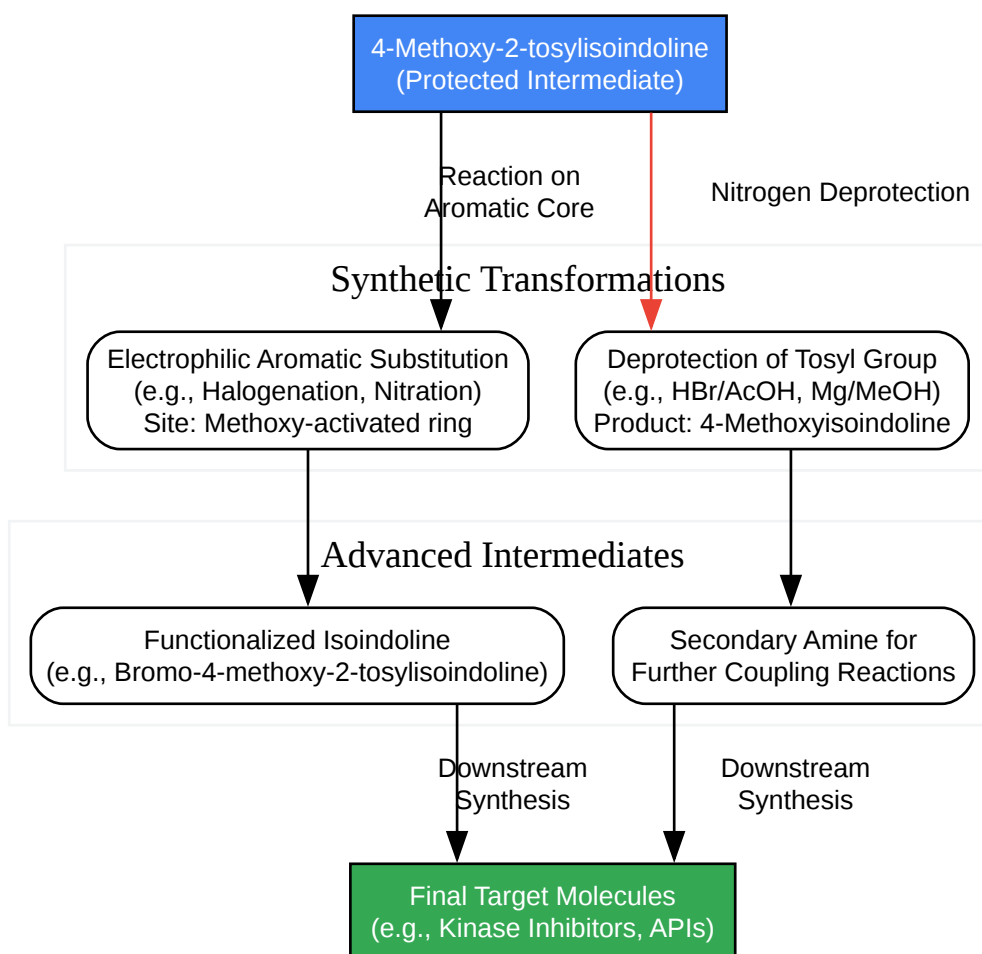 4-Methoxy-2-tosylisoindoline
(Protected Intermediate)
Reaction on
Aromatic Core
Nitrogen Deprotection
Synthetic Transformations
Electrophilic Aromatic Substitution
(e.g., Halogenation, Nitration)
Site: Methoxy-activated ring
Deprotection of Tosyl Group
(e.g., HBr/AcOH, Mg/MeOH)
Product: 4-Methoxyisoindoline
Advanced Intermediates
Functionalized Isoindoline
(e.g., Bromo-4-methoxy-2-tosylisoindoline)
Secondary Amine for
Further Coupling Reactions
Downstream
Synthesis
Downstream
Synthesis
Final Target Molecules
(e.g., Kinase Inhibitors, APIs)